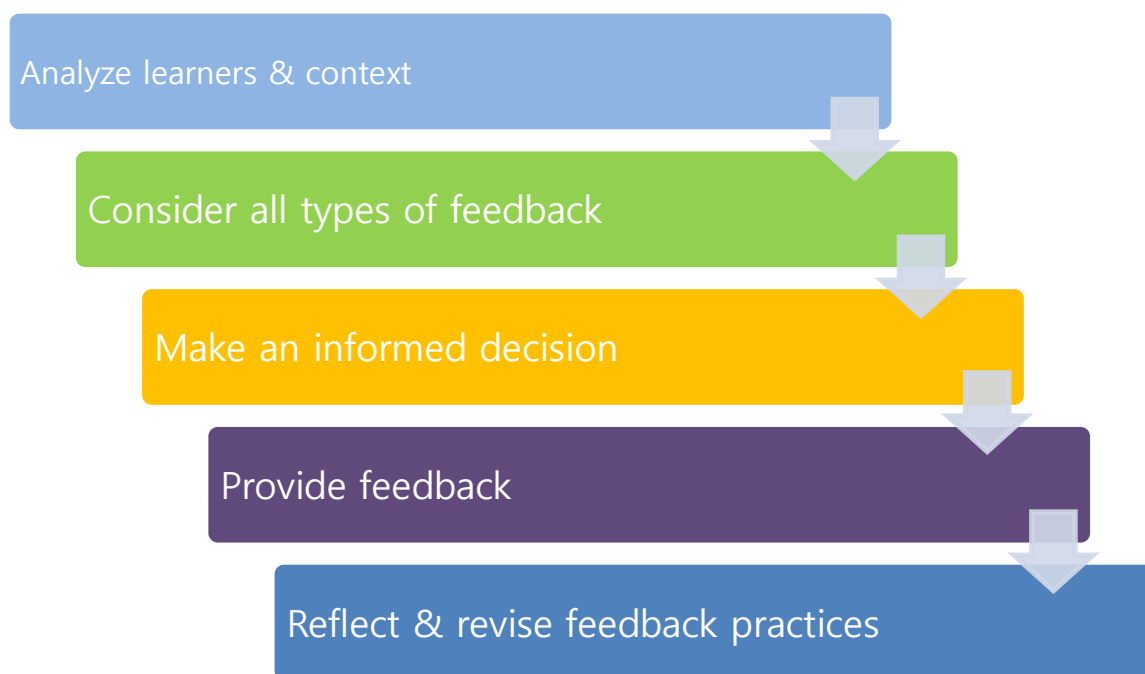 Analyze learners & context
Consider all types of feedback
Make an informed decision
Provide feedback
Reflect & revise feedback practices